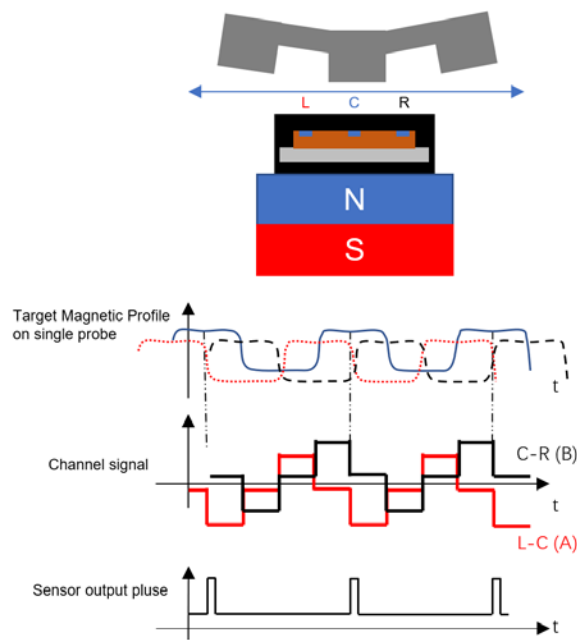 L C R
N
S
Target Magnetic Profile
on single probe
t
C-R (B)
Channel signal
t
L-C (A)
Sensor output pluse
t